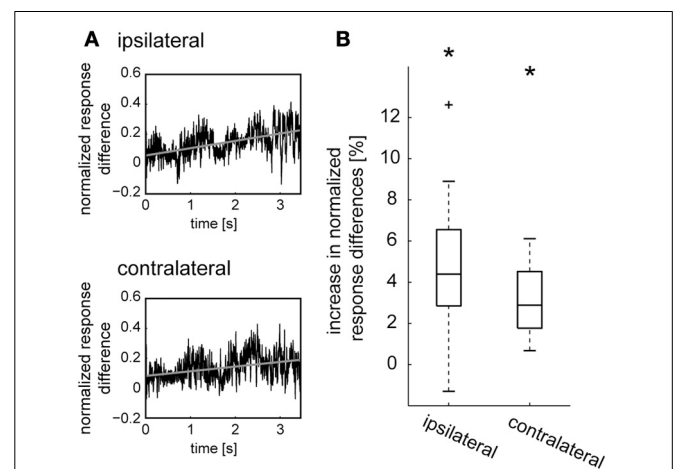 A ipsilateral
normalized response
difference
0.6
0.4
0.2
0
−0.2
0 1 2 3
time [s]
contralateral
normalized response
difference
0.6
0.4
0.2
0
−0.2
0 1 2 3
time [s]
B
* *
+
increase in normalized
response differences [%]
12
10
8
6
4
2
0
ipsilateral
contralateral